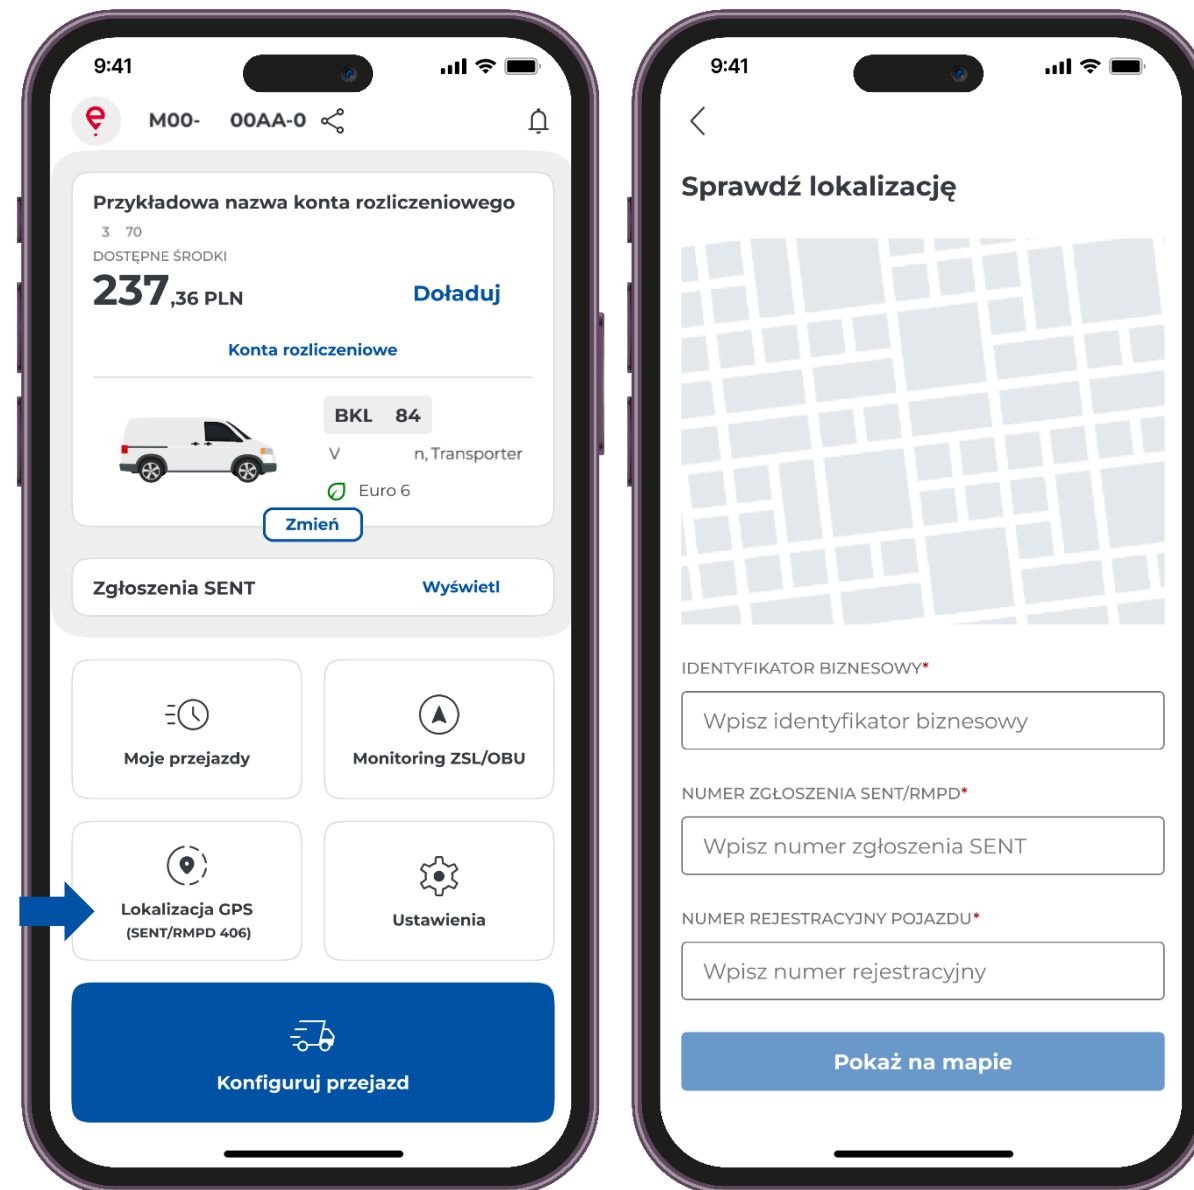 9:41
M00- 00AA-0
Przykładowa nazwa konta rozliczeniowego
3 70
DOSTĘPNE ŚRODKI
237,36 PLN
Doładuj
Konta rozliczeniowe
BKL 84
V n, Transporter
Euro 6
Zmień
Zgłoszenia SENT
Wyświetl
Moje przejazdy
Monitoring ZSL/OBU
Lokalizacja GPS
(SENT/RMPD 406)
Ustawienia
Konfiguruj przejazd
9:41
Sprawdź lokalizację
IDENTYFIKATOR BIZNESOWY*
Wpisz identyfikator biznesowy
NUMER ZGŁOSZENIA SENT/RMPD*
Wpisz numer zgłoszenia SENT
NUMER REJESTRACYJNY POJAZDU*
Wpisz numer rejestracyjny
Pokaż na mapie